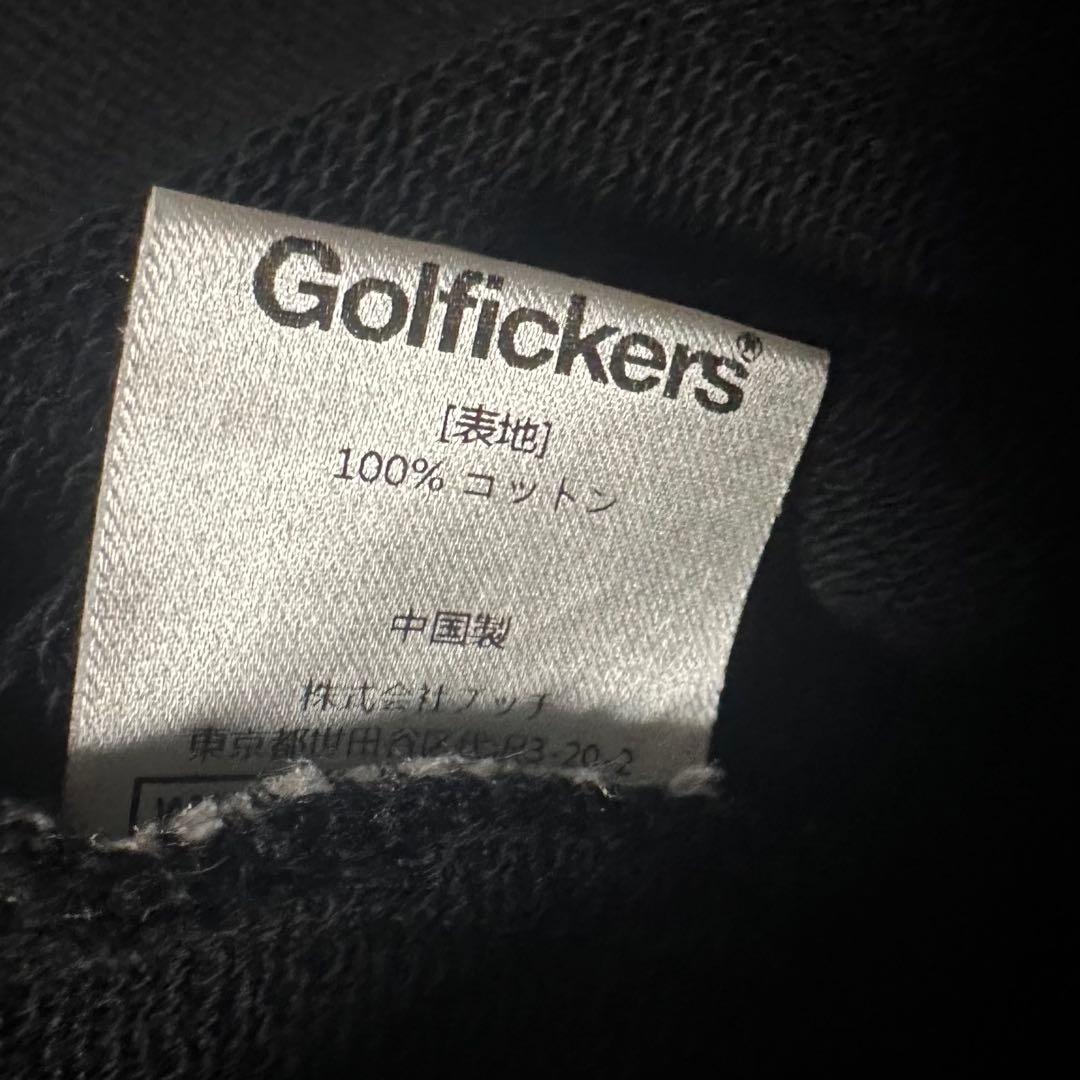 Golfickers®
[表地]
100% コットン
中国製
株式会社プッチ
東京都世田谷区代沢3-20-2